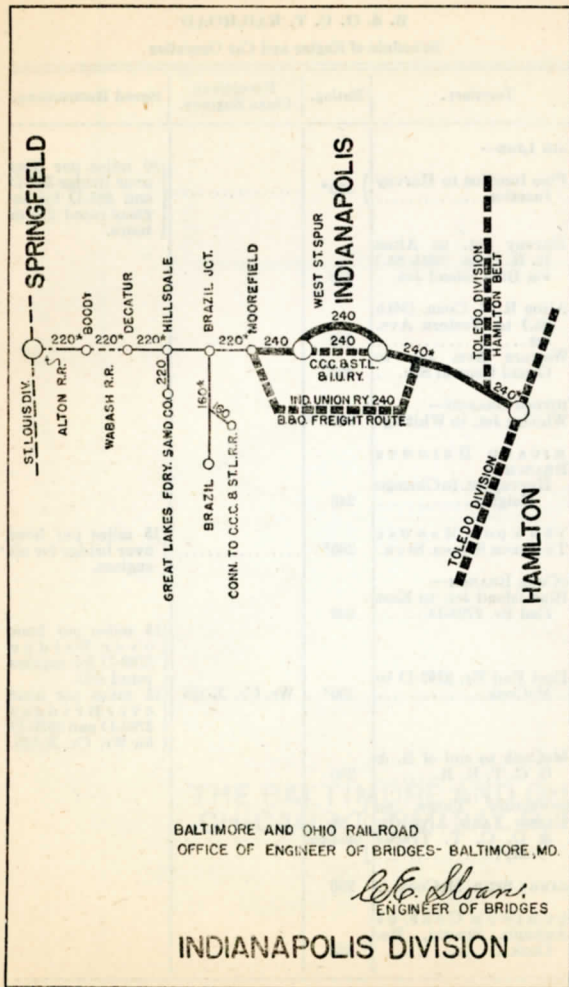 ST. LOUIS DIV.
SPRINGFIELD
220*
ALTON R.R.
BOODY
220*
WABASH R.R.
DECATUR
220*
HILLSDALE
220
GREAT LAKES FDRY. SAND CO.
220*
BRAZIL JCT.
160*
160
BRAZIL
CONN. TO C.C.C. & ST. L. R.R.
220*
MOOREFIELD
240
WEST ST. SPUR
INDIANAPOLIS
240
240
C.C.C. & ST. L.
& I.U. RY.
IND. UNION RY 240
B.& O. FREIGHT ROUTE
240*
TOLEDO DIVISION
HAMILTON BELT
240*
TOLEDO DIVISION
HAMILTON
BALTIMORE AND OHIO RAILROAD
OFFICE OF ENGINEER OF BRIDGES- BALTIMORE, MD.
C.E. Sloan.
ENGINEER OF BRIDGES
INDIANAPOLIS DIVISION